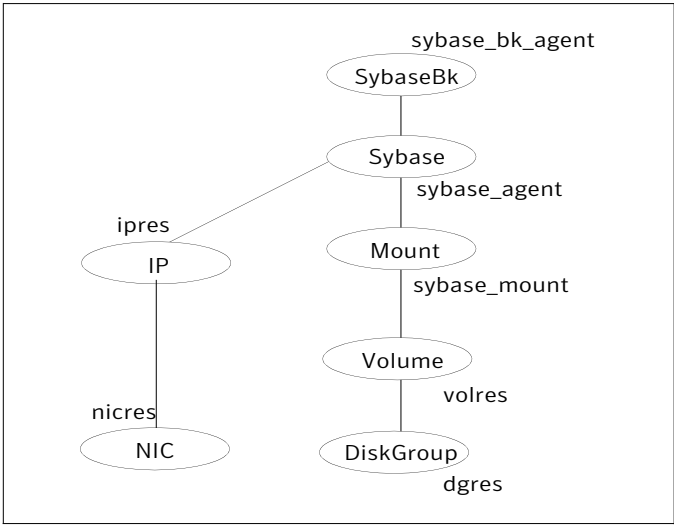 sybase_bk_agent
SybaseBk
Sybase
sybase_agent
ipres
IP
Mount
sybase_mount
Volume
volres
nicres
NIC
DiskGroup
dgres